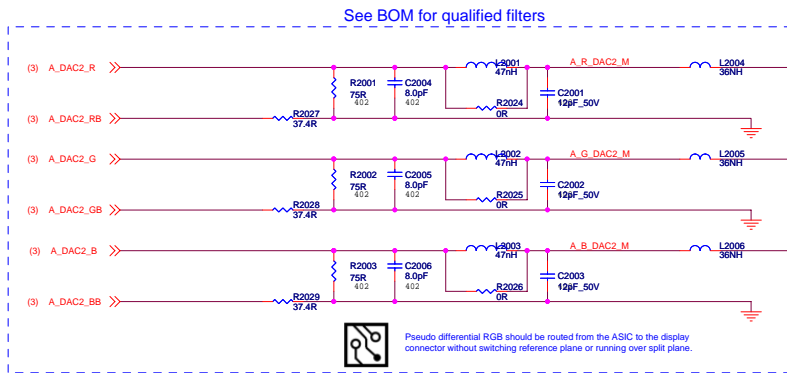 See BOM for qualified filters
(3) A_DAC2_R
L2001
47nH
A_R_DAC2_M
L2004
36NH
R2001
75R
402
C2004
8.0pF
402
R2024
0R
C2001
12pF_50V
(3) A_DAC2_RB
R2027
37.4R
(3) A_DAC2_G
L2002
47nH
A_G_DAC2_M
L2005
36NH
R2002
75R
402
C2005
8.0pF
402
R2025
0R
C2002
12pF_50V
(3) A_DAC2_GB
R2028
37.4R
(3) A_DAC2_B
L2003
47nH
A_B_DAC2_M
L2006
36NH
R2003
75R
402
C2006
8.0pF
402
R2026
0R
C2003
12pF_50V
(3) A_DAC2_BB
R2029
37.4R
Pseudo differential RGB should be routed from the ASIC to the display
connector without switching reference plane or running over split plane.